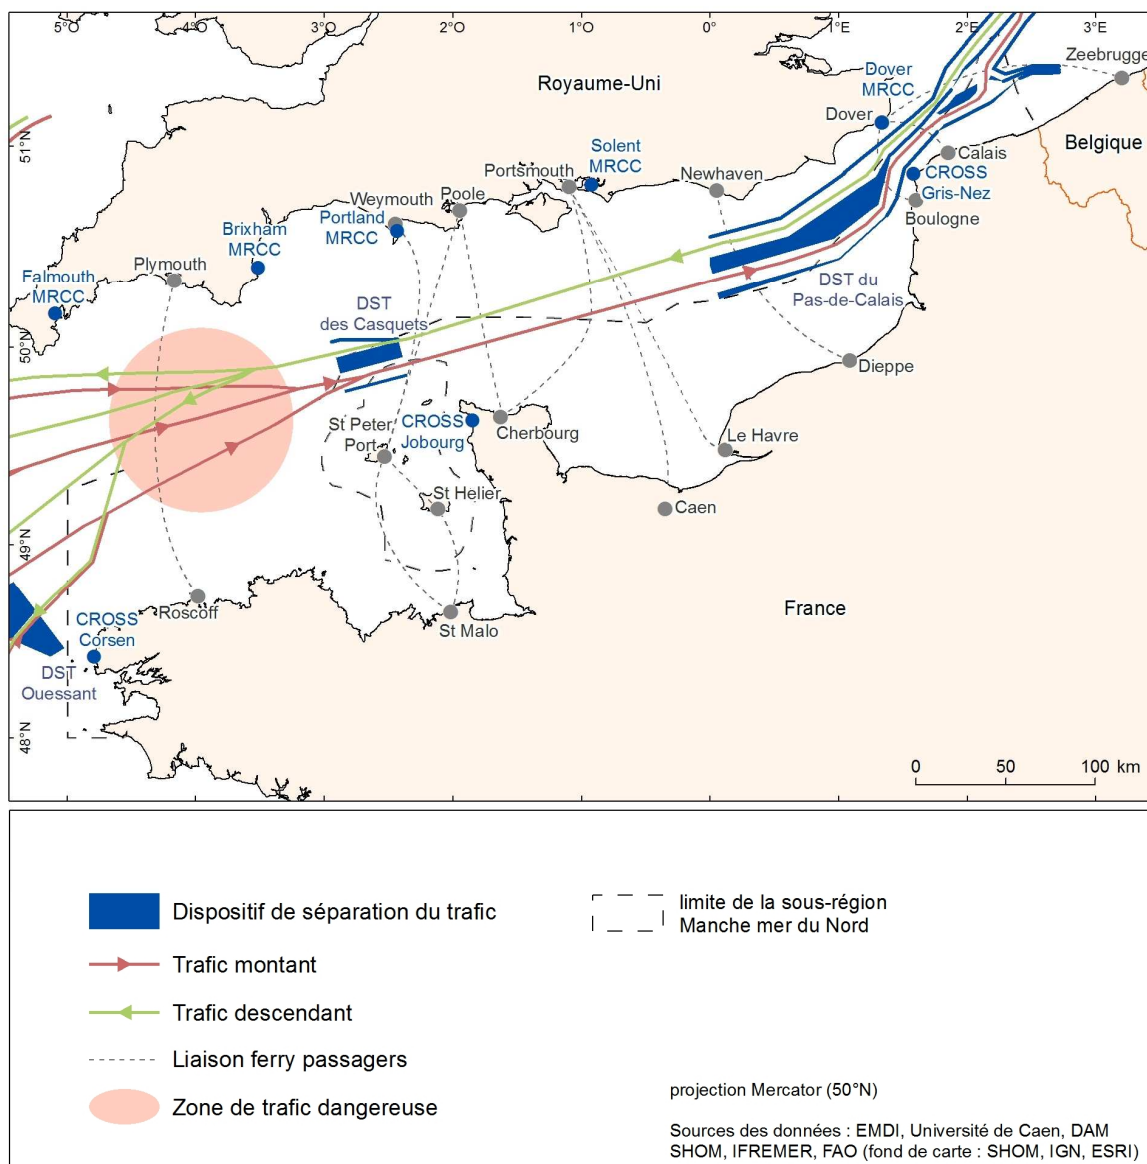 5°O
4°O
3°O
2°O
1°O
0°
1°E
2°E
3°E
Zeebrugge
Royaume-Uni
Dover
MRCC
Dover
51°N
Belgique
Calais
Solent
MRCC
Portsmouth
Newhaven
CROSS
Gris-Nez
Boulogne
Weymouth
Poole
Portland
MRCC
Brixham
MRCC
Plymouth
Falmouth
MRCC
DST du
Pas-de-Calais
DST
des Casquets
50°N
Dieppe
St Peter
Port
CROSS
Jobourg
Cherbourg
Le Havre
St Helier
Caen
49°N
Roscoff
France
CROSS
Corsen
St Malo
DST
Ouessant
48°N
0 50 100 km
Dispositif de séparation du trafic
limite de la sous-région
Manche mer du Nord
Trafic montant
Trafic descendant
Liaison ferry passagers
Zone de trafic dangereuse
projection Mercator (50°N)
Sources des données : EMDI, Université de Caen, DAM
SHOM, IFREMER, FAO (fond de carte : SHOM, IGN, ESRI)